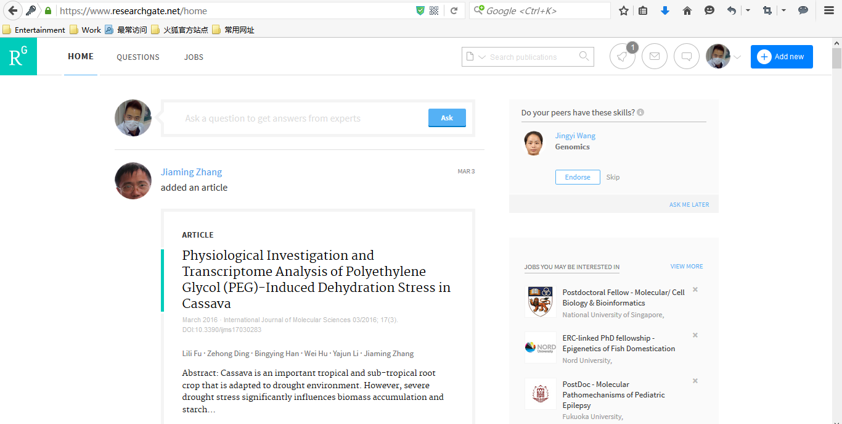 https://www.researchgate.net/home
Google <Ctrl+K>
Entertainment
Work
最常访问
火狐官方站点
常用网址
RG
HOME
QUESTIONS
JOBS
Search publications
1
Add new
Ask a question to get answers from experts
Ask
Jiaming Zhang
MAR 3
added an article
ARTICLE
Physiological Investigation and
Transcriptome Analysis of Polyethylene
Glycol (PEG)-Induced Dehydration Stress in
Cassava
March 2016 · International Journal of Molecular Sciences 03/2016; 17(3).
DOI:10.3390/ijms17030283
Lili Fu · Zehong Ding · Bingying Han · Wei Hu · Yajun Li · Jiaming Zhang
Abstract: Cassava is an important tropical and sub-tropical root
crop that is adapted to drought environment. However, severe
drought stress significantly influences biomass accumulation and
starch...
Do your peers have these skills?
Jingyi Wang
Genomics
Endorse
Skip
ASK ME LATER
JOBS YOU MAY BE INTERESTED IN
VIEW MORE
Postdoctoral Fellow - Molecular/ Cell
Biology & Bioinformatics
National University of Singapore,
NORD
ERC-linked PhD fellowship -
Epigenetics of Fish Domestication
Nord University,
PostDoc - Molecular
Pathomechanisms of Pediatric
Epilepsy
Fukuoka University,